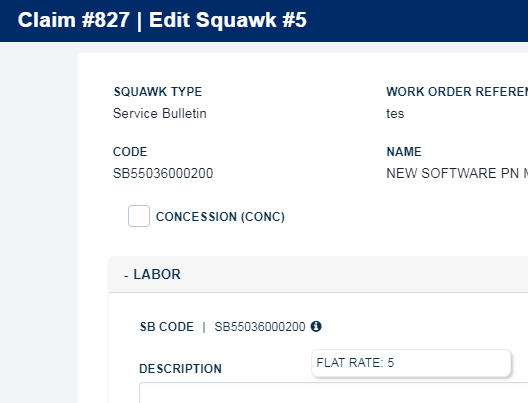 Claim #827 | Edit Squawk #5
SQUAWK TYPE
Service Bulletin
WORK ORDER
tes
CODE
SB55036000200
NAME
NEW SOFTWARE PN
CONCESSION (CONC)
- LABOR
SB CODE | SB55036000200
FLAT RATE: 5
DESCRIPTION